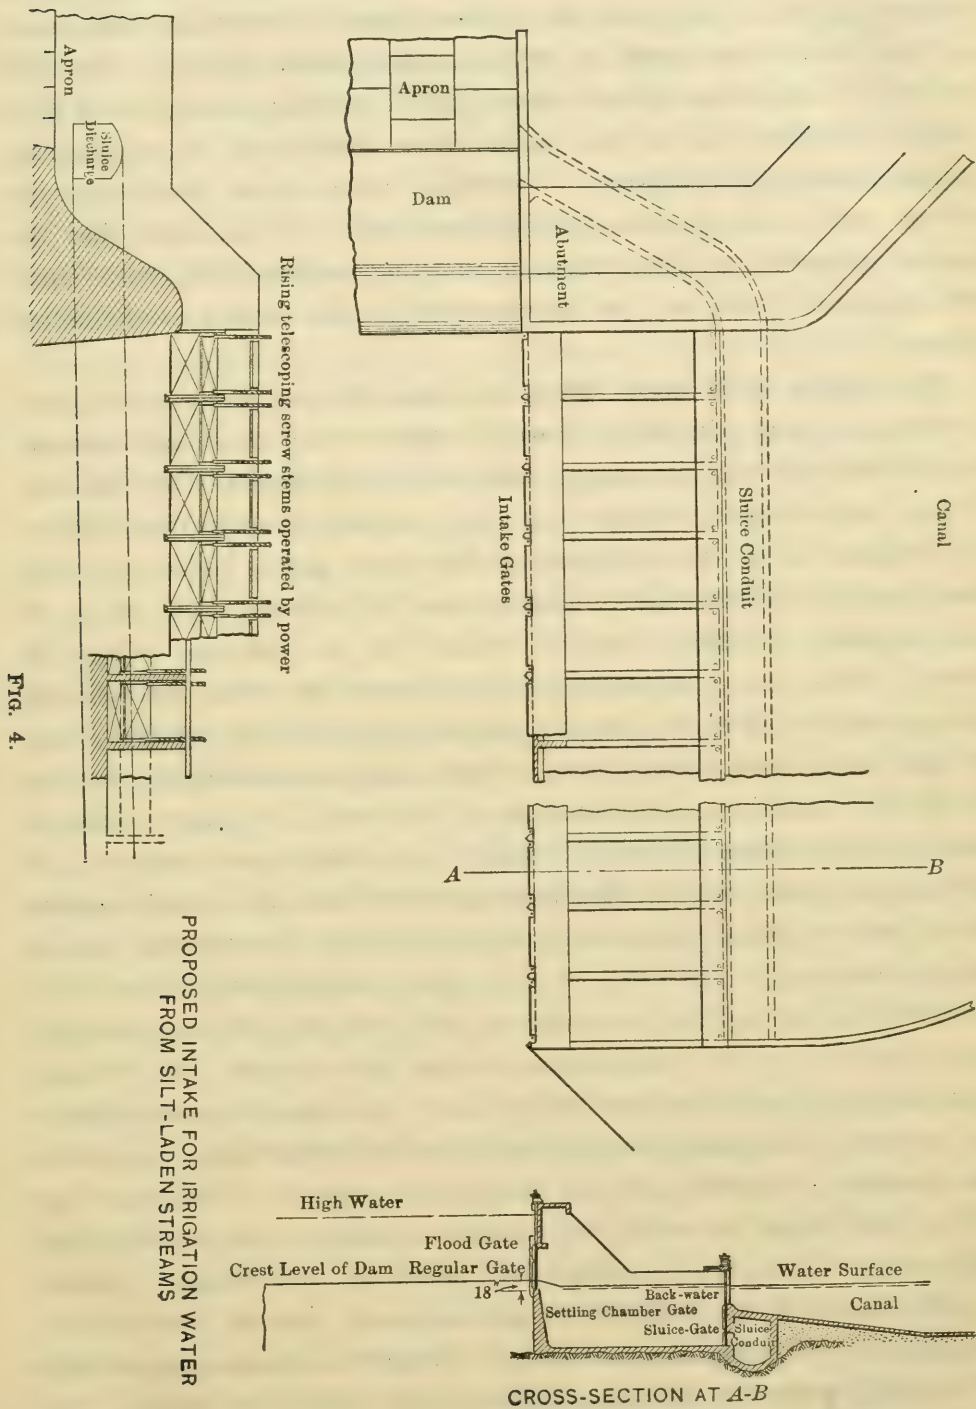 Apron
Sluice
Discharge
Rising telescoping screw stems operated by power
Apron
Dam
Abutment
Intake Gates
Sluice Conduit
Canal
A
B
FIG. 4.
PROPOSED INTAKE FOR IRRIGATION WATER
FROM SILT-LADEN STREAMS
High Water
Flood Gate
Crest Level of Dam
Regular Gate
18"
Water Surface
Back-water
Settling Chamber Gate
Canal
Sluice-Gate
Sluice
Conduit
CROSS-SECTION AT A-B